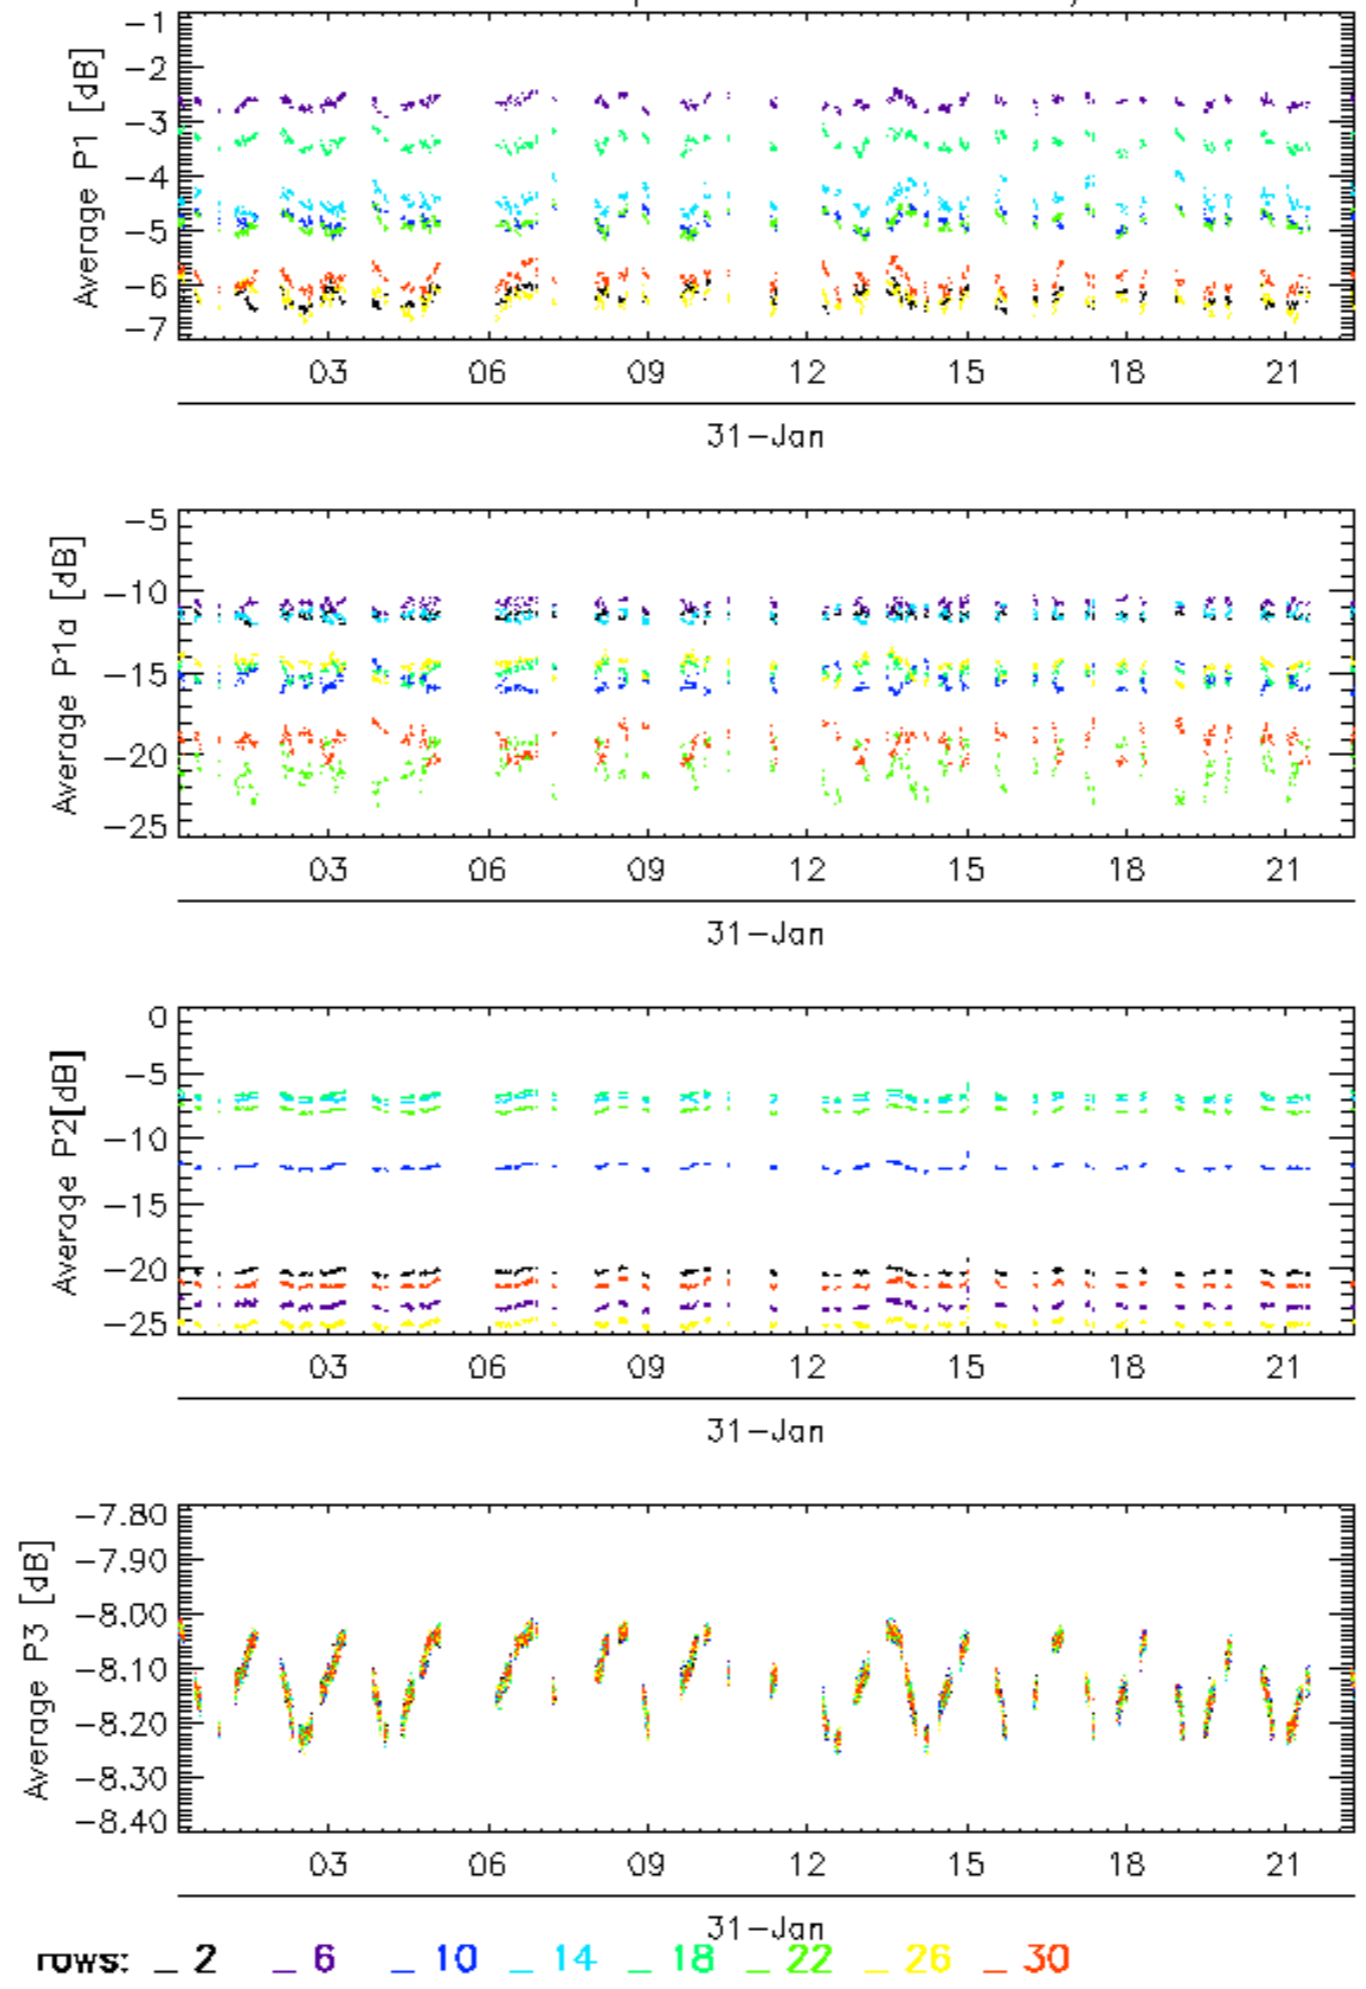 -1
-2
-3
-4
-5
-6
-7
Average P1 [dB]
03 06 09 12 15 18 21
31-Jan
-5
-10
-15
-20
-25
Average P1a [dB]
03 06 09 12 15 18 21
31-Jan
0
-5
-10
-15
-20
-25
Average P2[dB]
03 06 09 12 15 18 21
31-Jan
-7.80
-7.90
-8.00
-8.10
-8.20
-8.30
-8.40
Average P3 [dB]
03 06 09 12 15 18 21
31-Jan
rows: _ 2 _ 6 _ 10 _ 14 _ 18 _ 22 _ 26 _ 30